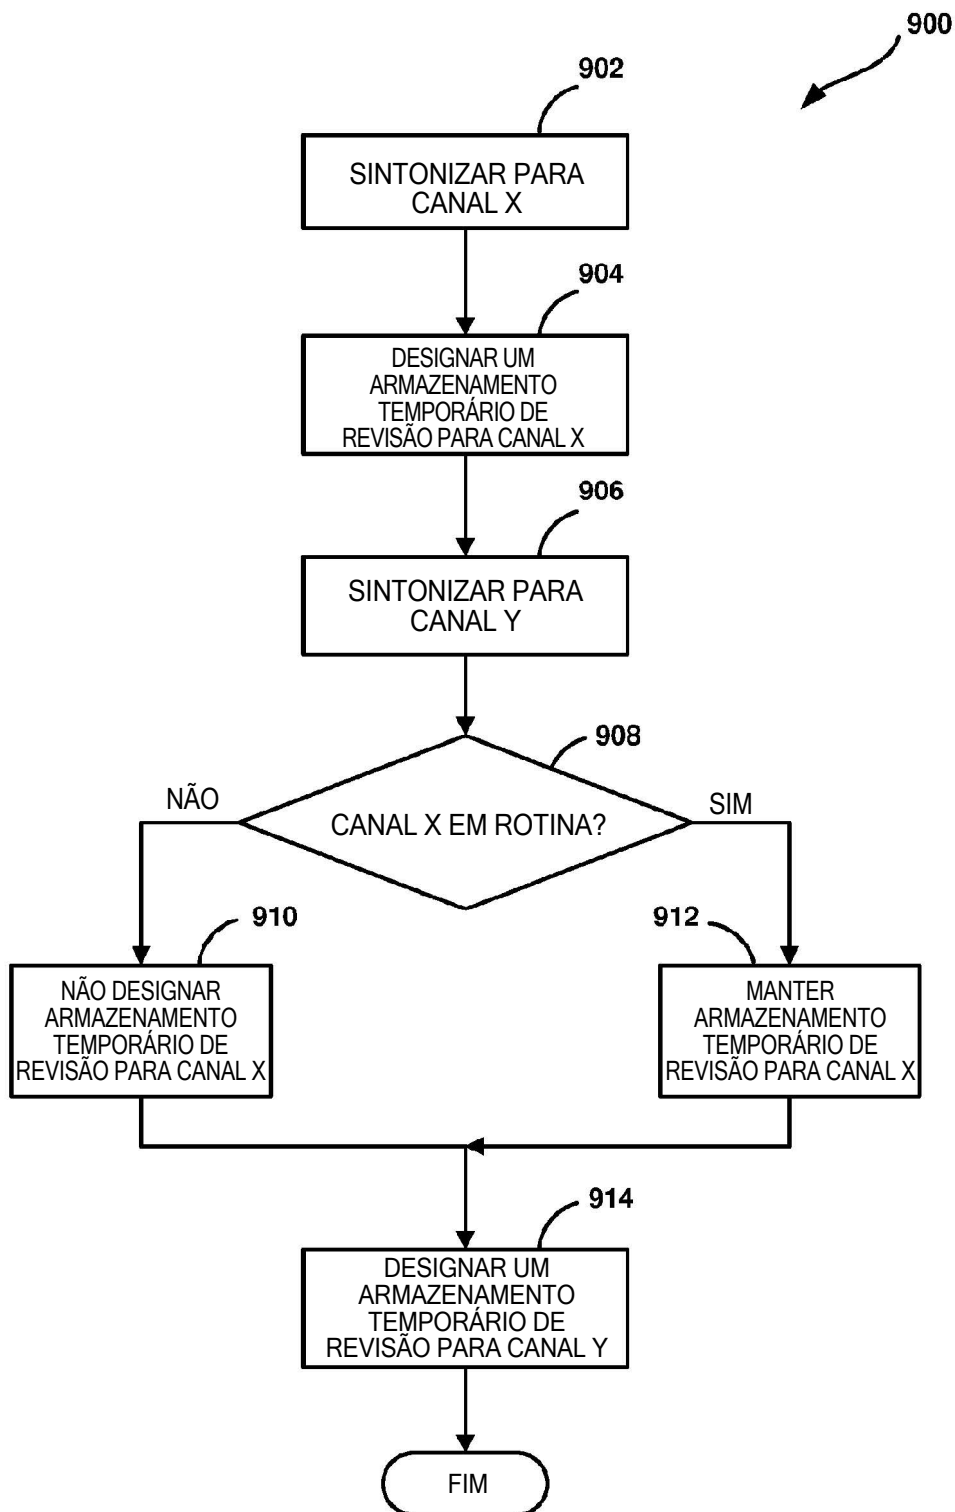 900
902
SINTONIZAR PARA
CANAL X
904
DESIGNAR UM
ARMAZENAMENTO
TEMPORÁRIO DE
REVISÃO PARA CANAL X
906
SINTONIZAR PARA
CANAL Y
908
CANAL X EM ROTINA?
NÃO
SIM
910
NÃO DESIGNAR
ARMAZENAMENTO
TEMPORÁRIO DE
REVISÃO PARA CANAL X
912
MANTER
ARMAZENAMENTO
TEMPORÁRIO DE
REVISÃO PARA CANAL X
914
DESIGNAR UM
ARMAZENAMENTO
TEMPORÁRIO DE
REVISÃO PARA CANAL Y
FIM